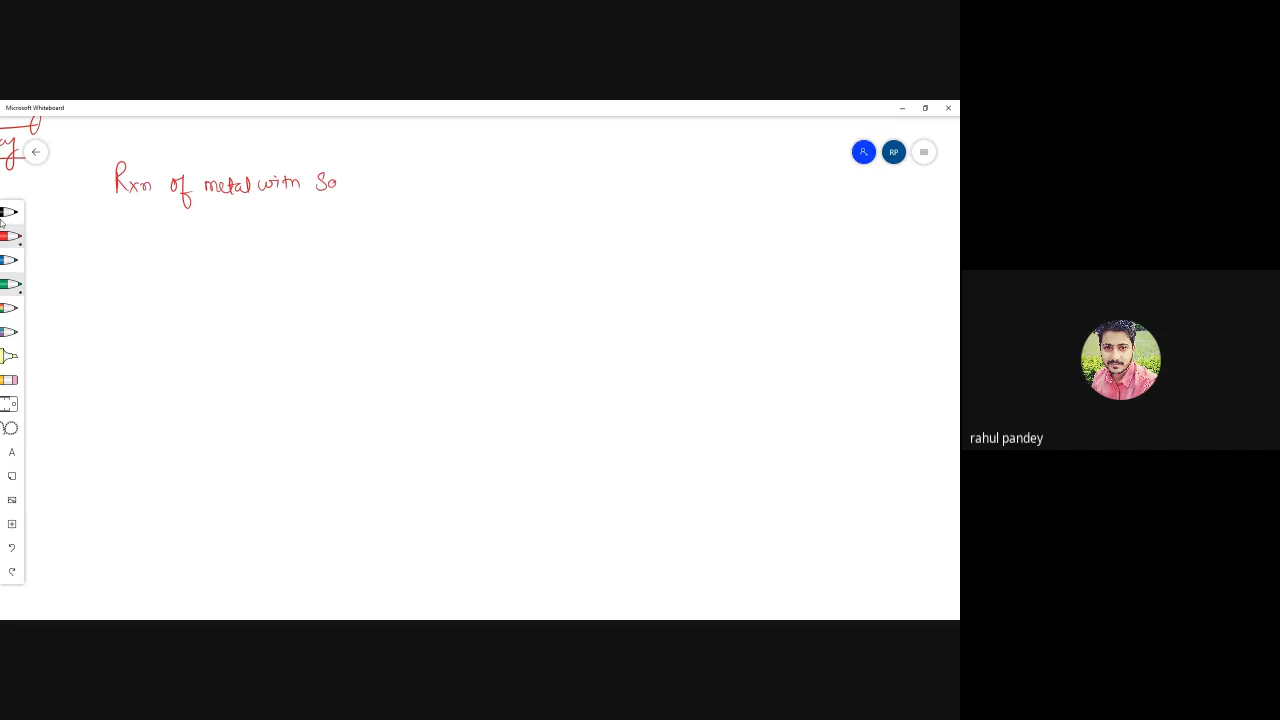 Microsoft Whiteboard
Rxn of metal with So
RP
A
rahul pandey